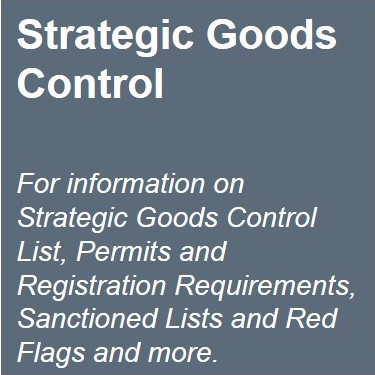 Strategic Goods
Control
For information on
Strategic Goods Control
List, Permits and
Registration Requirements,
Sanctioned Lists and Red
Flags and more.